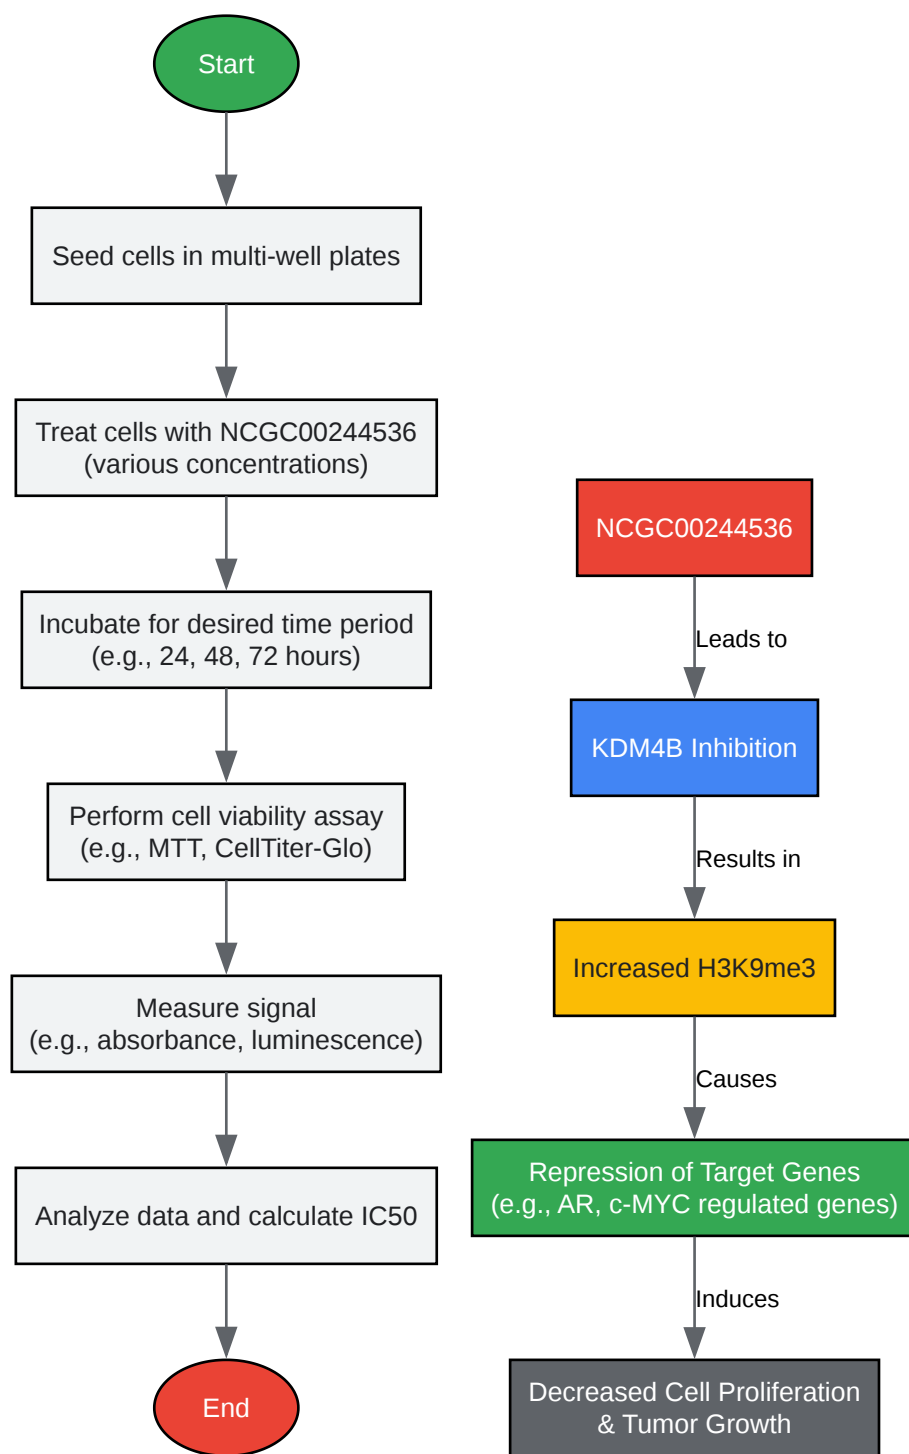 Start
Seed cells in multi-well plates
Treat cells with NCGC00244536
(various concentrations)
Incubate for desired time period
(e.g., 24, 48, 72 hours)
Perform cell viability assay
(e.g., MTT, CellTiter-Glo)
Measure signal
(e.g., absorbance, luminescence)
Analyze data and calculate IC50
End
NCGC00244536
Leads to
KDM4B Inhibition
Results in
Increased H3K9me3
Causes
Repression of Target Genes
(e.g., AR, c-MYC regulated genes)
Induces
Decreased Cell Proliferation
& Tumor Growth